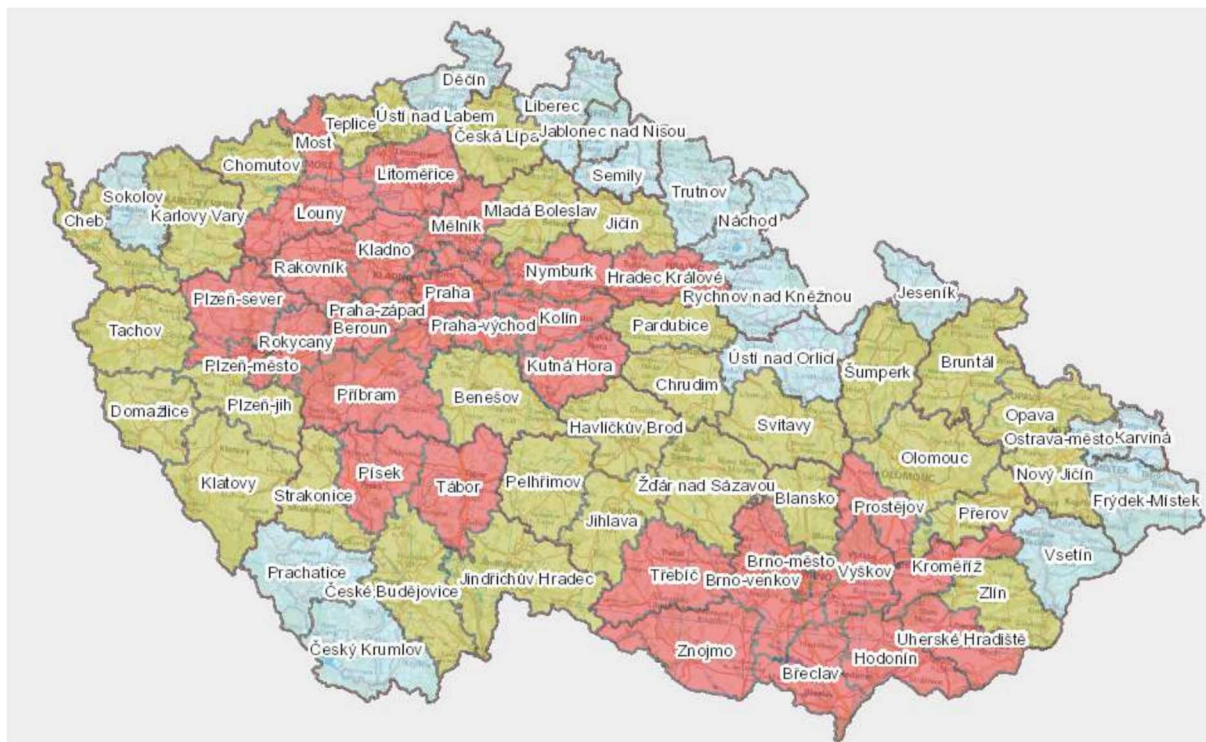 Děčín
Liberec
Ústí nad Labem
Teplice
Jablonec nad Nisou
Česká Lípa
Most
Chomutov
Litoměřice
Semily
Trutnov
Sokolov
Louny
Mladá Boleslav
Karlovy Vary
Cheb
Náchod
Jičín
Mělník
Kladno
Rakovník
Nymburk
Hradec Králové
Praha
Plzeň-sever
Rychnov nad Kněžnou
Jeseník
Praha-západ
Kolín
Tachov
Beroun
Praha-východ
Pardubice
Rokycany
Ústí nad Orlicí
Bruntál
Plzeň-město
Kutná Hora
Šumperk
Chrudim
Příbram
Benešov
Plzeň-jih
Domažlice
Opava
Havlíčkův Brod
Svitavy
Ostrava-město
Karviná
Olomouc
Písek
Nový Jičín
Klatovy
Tábor
Pelhřimov
Žďár nad Sázavou
Strakonice
Blansko
Frýdek-Místek
Prostějov
Přerov
Jihlava
Vsetín
Brno-město
Vyškov
Kroměříž
Prachatice
Třebíč
Brno-venkov
Jindřichův Hradec
České Budějovice
Zlín
Uherské Hradiště
Český Krumlov
Znojmo
Hodonín
Břeclav